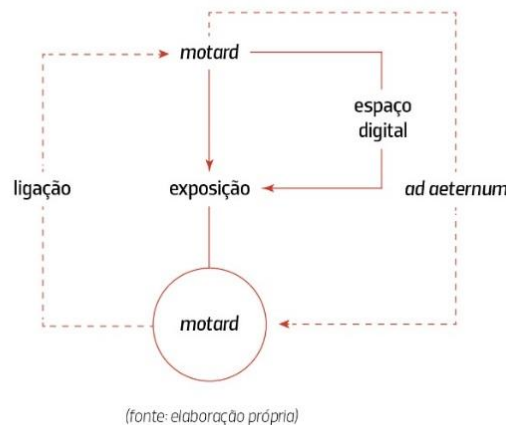 motard
espaço
digital
ligação
exposição
ad aeternum
motard
(fonte: elaboração própria)